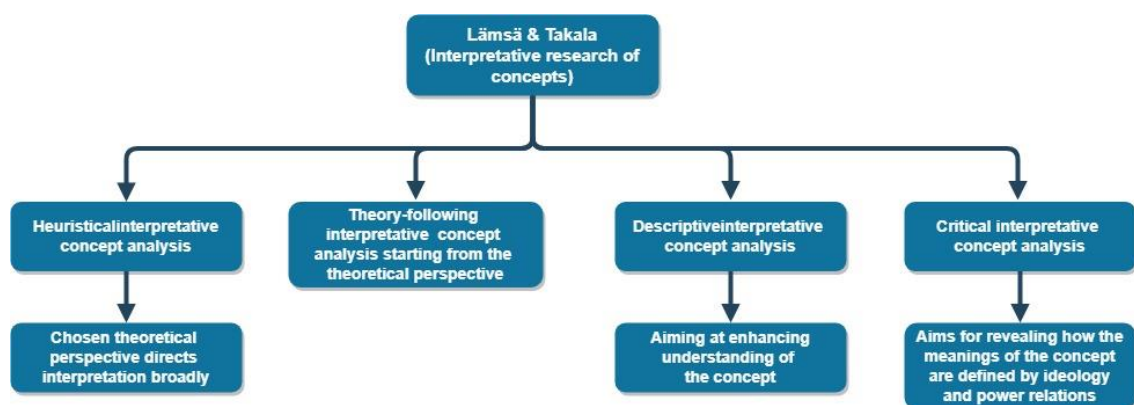 Lämsä & Takala
(Interpretative research of
concepts)
Heuristicalinterpretative
concept analysis
Theory-following
interpretative concept
analysis starting from the
theoretical perspective
Descriptiveinterpretative
concept analysis
Critical interpretative
concept analysis
Chosen theoretical
perspective directs
interpretation broadly
Aiming at enhancing
understanding of
the concept
Aims for revealing how the
meanings of the concept
are defined by ideology
and power relations